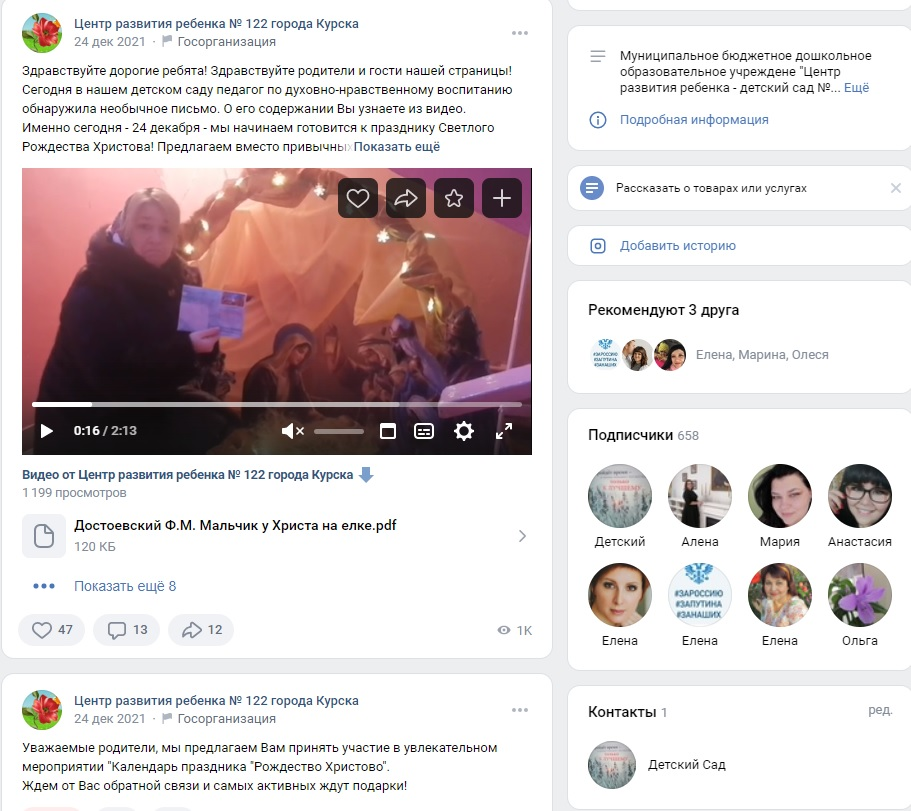 Центр развития ребенка № 122 города Курска
24 дек 2021 · Госорганизация
Здравствуйте дорогие ребята! Здравствуйте родители и гости нашей страницы!
Сегодня в нашем детском саду педагог по духовно-нравственному воспитанию
обнаружила необычное письмо. О его содержании Вы узнаете из видео.
Именно сегодня - 24 декабря - мы начинаем готовится к празднику Светлого
Рождества Христова! Предлагаем вместо привычных Показать ещё
0:16 / 2:13
Видео от Центр развития ребенка № 122 города Курска
1 199 просмотров
Достоевский Ф.М. Мальчик у Христа на елке.pdf
120 КБ
Показать ещё 8
47 13 12 1K
Центр развития ребенка № 122 города Курска
24 дек 2021 · Госорганизация
Уважаемые родители, мы предлагаем Вам принять участие в увлекательном
мероприятии "Календарь праздника "Рождество Христово".
Ждем от Вас обратной связи и самых активных ждут подарки!
Муниципальное бюджетное дошкольное
образовательное учреждене "Центр
развития ребенка - детский сад №... Ещё
Подробная информация
Рассказать о товарах или услугах
Добавить историю
Рекомендуют 3 друга
#ЗАРОССИЮ
#ЗАПУТИНА
#ЗАНАШИХ
Елена, Марина, Олеся
Подписчики 658
Детский Алена Мария Анастасия
#ЗАРОССИЮ
#ЗАПУТИНА
#ЗАНАШИХ
Елена Елена Елена Ольга
Контакты 1
ред.
Детский Сад